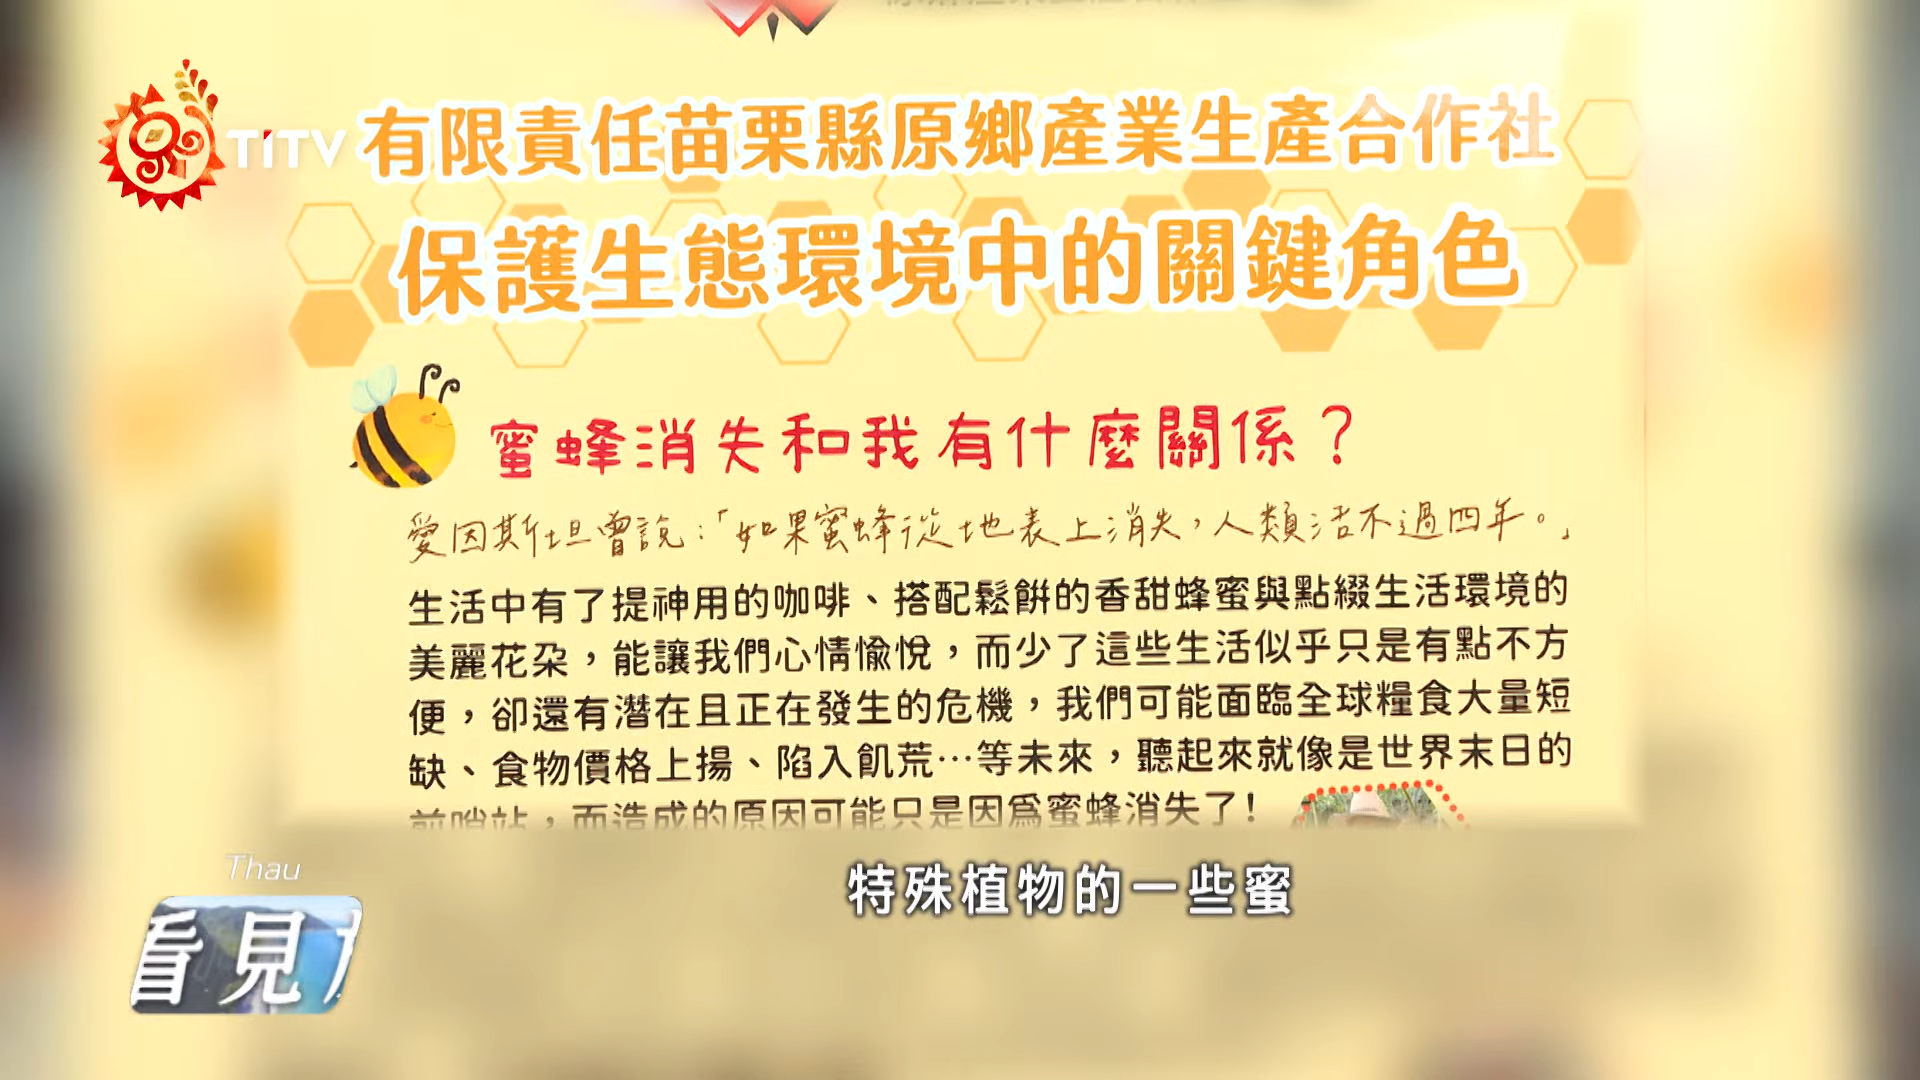 TITV
有限責任苗栗縣原鄉產業生產合作社
保護生態環境中的關鍵角色
蜜蜂消失和我有什麼關係？
愛因斯坦曾說：「如果蜜蜂從地表上消失，人類活不過四年。」
生活中有了提神用的咖啡、搭配鬆餅的香甜蜂蜜與點綴生活環境的
美麗花朵，能讓我們心情愉悅，而少了這些生活似乎只是有點不方
便，卻還有潛在且正在發生的危機，我們可能面臨全球糧食大量短
缺、食物價格上揚、陷入飢荒…等未來，聽起來就像是世界末日的
前哨站，而造成的原因可能只是因為蜜蜂消失了！
特殊植物的一些蜜
Thau
看見